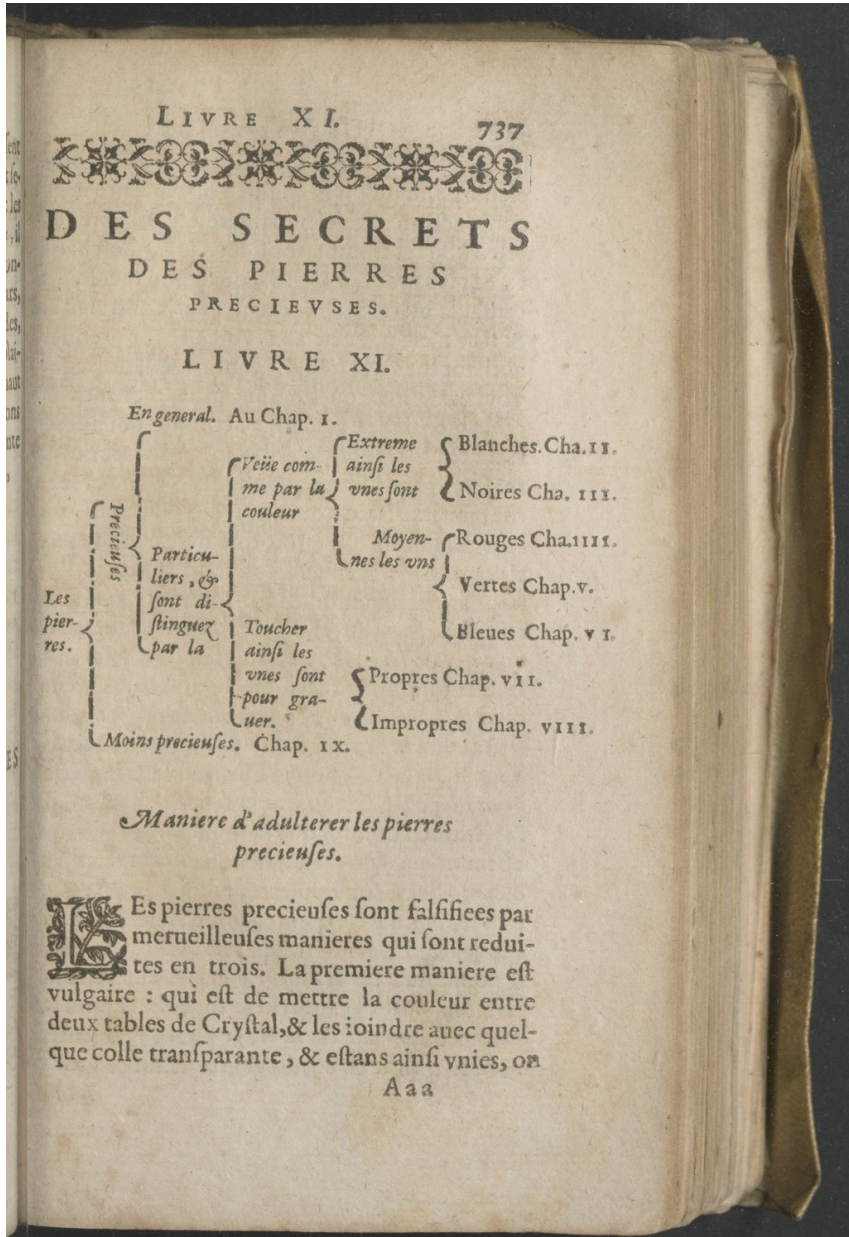 LIVRE XI.
737
DES SECRETS
DES PIERRES
PRECIEVSES.
LIVRE XI.
En general. Au Chap. I.
Extreme
ainſi les
vnes ſont
Blanches. Cha. II.
Noires Cha. III.
Veüe com-
me par la
couleur
Moyen-
nes les vns
Rouges Cha. IIII.
Vertes Chap. V.
Bleues Chap. VI.
Precieuſes
Particu-
liers, &
ſont di-
ſtinguez
par la
Les
pier-
res.
Toucher
ainſi les
vnes ſont
pour gra-
uer.
Propres Chap. VII.
Impropres Chap. VIII.
Moins precieuſes. Chap. IX.
Maniere d'adulterer les pierres
precieuſes.
LEs pierres precieuſes ſont falſifiees par
merueilleuſes manieres qui ſont redui-
tes en trois. La premiere maniere eſt
vulgaire : qui eſt de mettre la couleur entre
deux tables de Cryſtal, & les ioindre auec quel-
que colle tranſparante, & eſtans ainſi vnies, on
Aaa